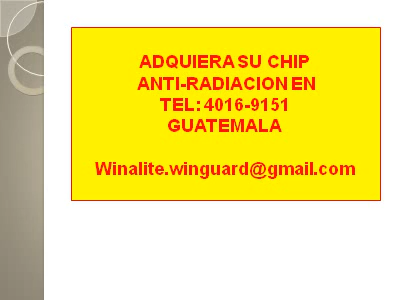 ADQUIERA SU CHIP
ANTI-RADIACION EN
TEL: 4016-9151
GUATEMALA
Winalite.winguard@gmail.com